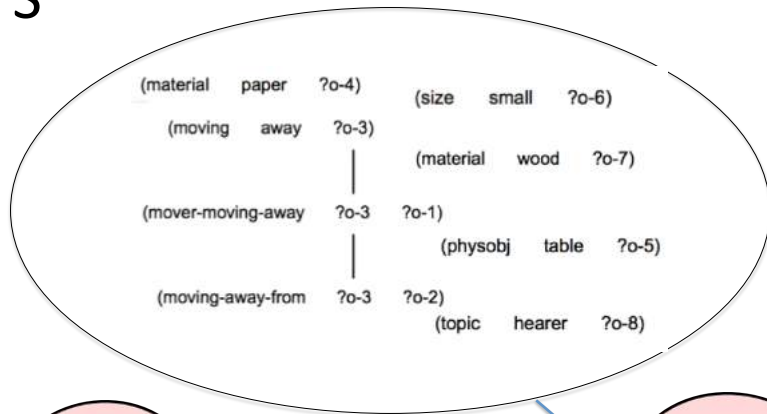 S
(material paper ?o-4)
(size small ?o-6)
(moving away ?o-3)
(material wood ?o-7)
(mover-moving-away ?o-3 ?o-1)
(physobj table ?o-5)
(moving-away-from ?o-3 ?o-2)
(topic hearer ?o-8)